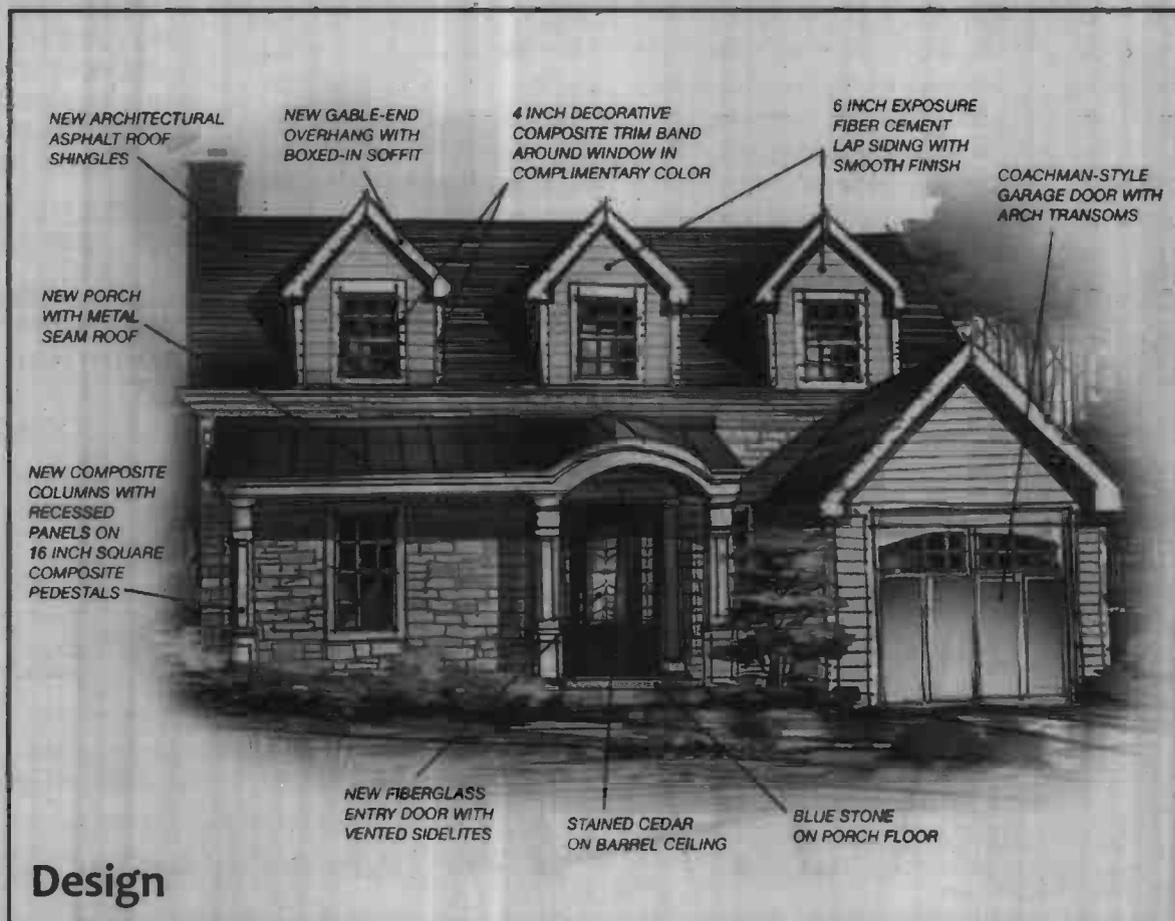 NEW ARCHITECTURAL
ASPHALT ROOF
SHINGLES
NEW GABLE-END
OVERHANG WITH
BOXED-IN SOFFIT
4 INCH DECORATIVE
COMPOSITE TRIM BAND
AROUND WINDOW IN
COMPLIMENTARY COLOR
6 INCH EXPOSURE
FIBER CEMENT
LAP SIDING WITH
SMOOTH FINISH
COACHMAN-STYLE
GARAGE DOOR WITH
ARCH TRANSOMS
NEW PORCH
WITH METAL
SEAM ROOF
NEW COMPOSITE
COLUMNS WITH
RECESSED
PANELS ON
16 INCH SQUARE
COMPOSITE
PEDESTALS
NEW FIBERGLASS
ENTRY DOOR WITH
VENTED SIDELITES
STAINED CEDAR
ON BARREL CEILING
BLUE STONE
ON PORCH FLOOR
Design